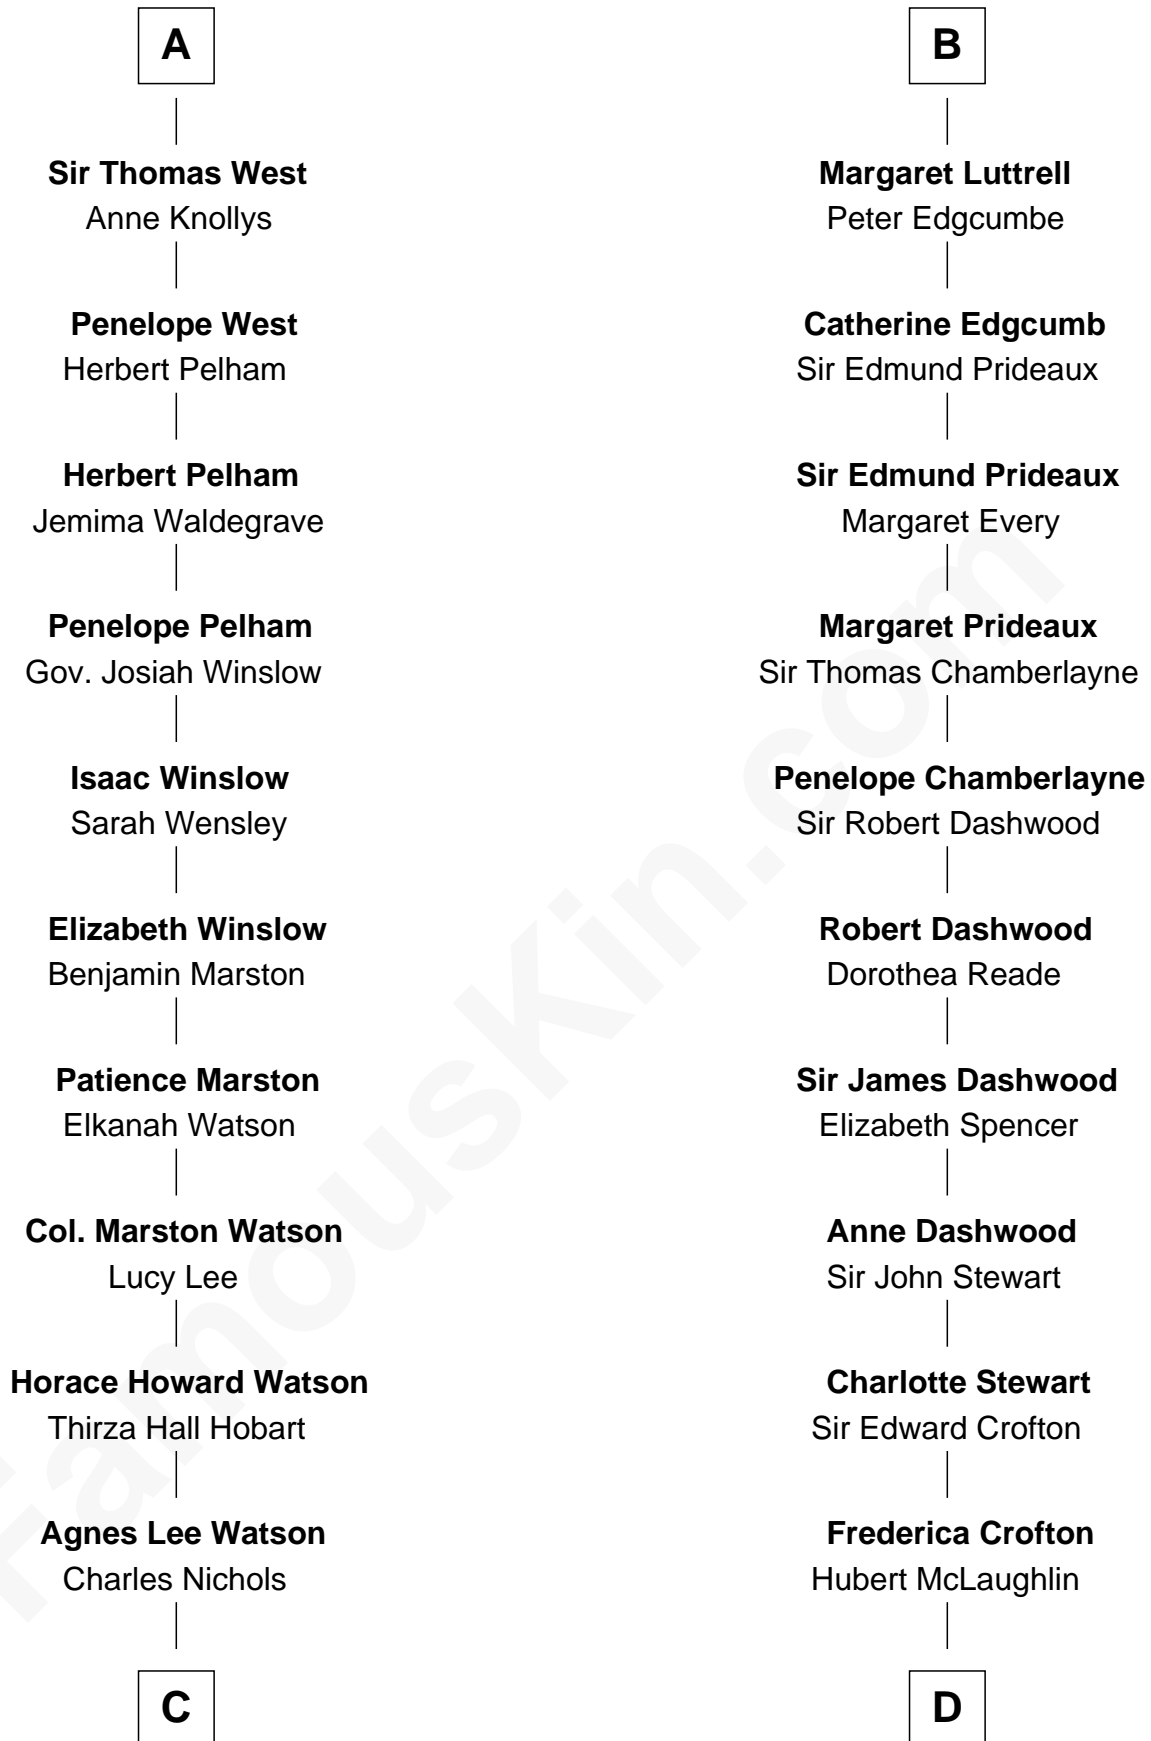 A
Sir Thomas West
Anne Knollys
Penelope West
Herbert Pelham
Herbert Pelham
Jemima Waldegrave
Penelope Pelham
Gov. Josiah Winslow
Isaac Winslow
Sarah Wensley
Elizabeth Winslow
Benjamin Marston
Patience Marston
Elkanah Watson
Col. Marston Watson
Lucy Lee
Horace Howard Watson
Thirza Hall Hobart
Agnes Lee Watson
Charles Nichols
C
B
Margaret Luttrell
Peter Edgcumbe
Catherine Edgcumb
Sir Edmund Prideaux
Sir Edmund Prideaux
Margaret Every
Margaret Prideaux
Sir Thomas Chamberlayne
Penelope Chamberlayne
Sir Robert Dashwood
Robert Dashwood
Dorothea Reade
Sir James Dashwood
Elizabeth Spencer
Anne Dashwood
Sir John Stewart
Charlotte Stewart
Sir Edward Crofton
Frederica Crofton
Hubert McLaughlin
D
FamousKin.com